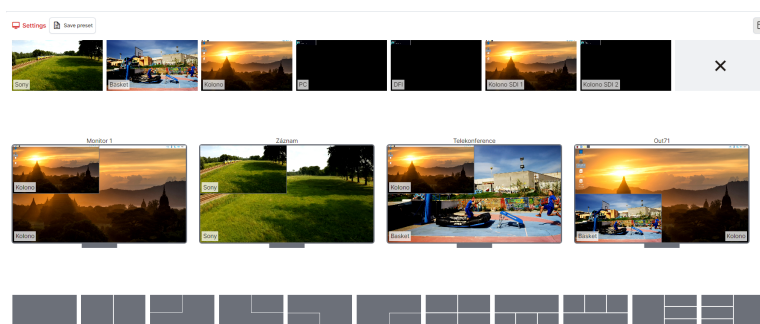 Settings
Save preset
Sony
Basket
Kolono
PC
DFI
Kolono SDI 1
Kolono SDI 2
Monitor 1
Záznam
Telekonference
Out71
Kolono
Kolono
Sony
Sony
Kolono
Basket
Basket
Kolono